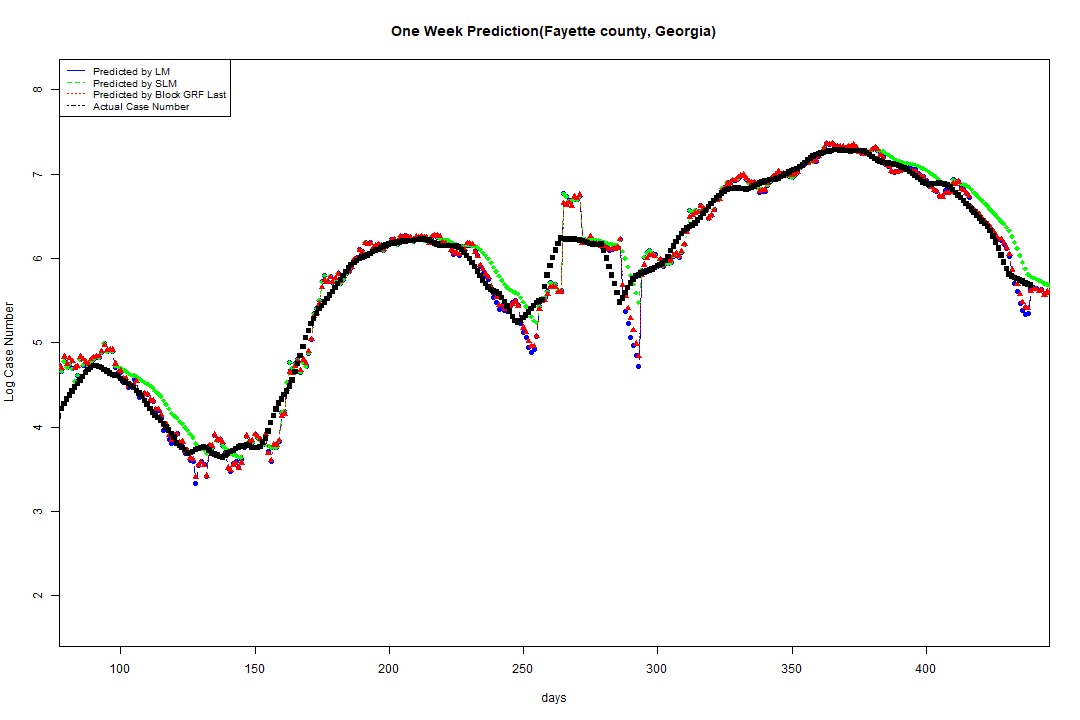 One Week Prediction(Fayette county, Georgia)
Predicted by LM
Predicted by SLM
Predicted by Block GRF Last
Actual Case Number
8
7
6
5
4
3
2
Log Case Number
100 150 200 250 300 350 400
days